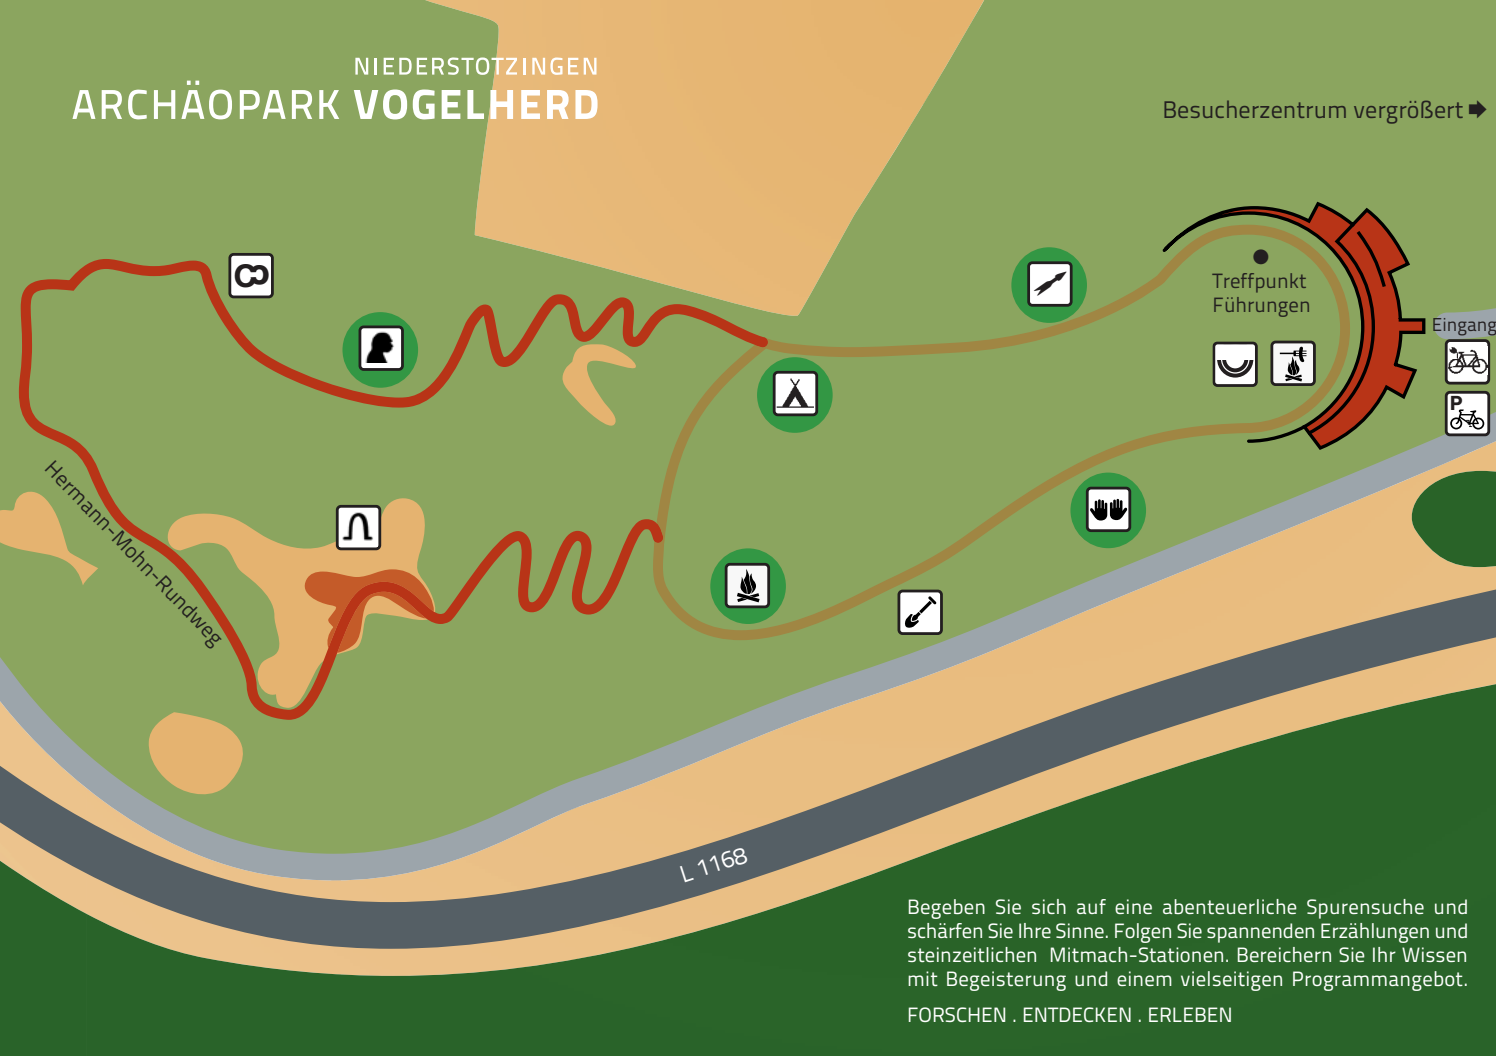 NIEDERSTOTZINGEN
ARCHÄOPARK VOGELHERD
Besucherzentrum vergrößert
Treffpunkt
Führungen
Eingang
P
Hermann-Mohn-Rundweg
L 1168
Begeben Sie sich auf eine abenteuerliche Spurensuche und
schärfen Sie Ihre Sinne. Folgen Sie spannenden Erzählungen und
steinzeitlichen Mitmach-Stationen. Bereichern Sie Ihr Wissen
mit Begeisterung und einem vielseitigen Programmangebot.
FORSCHEN . ENTDECKEN . ERLEBEN